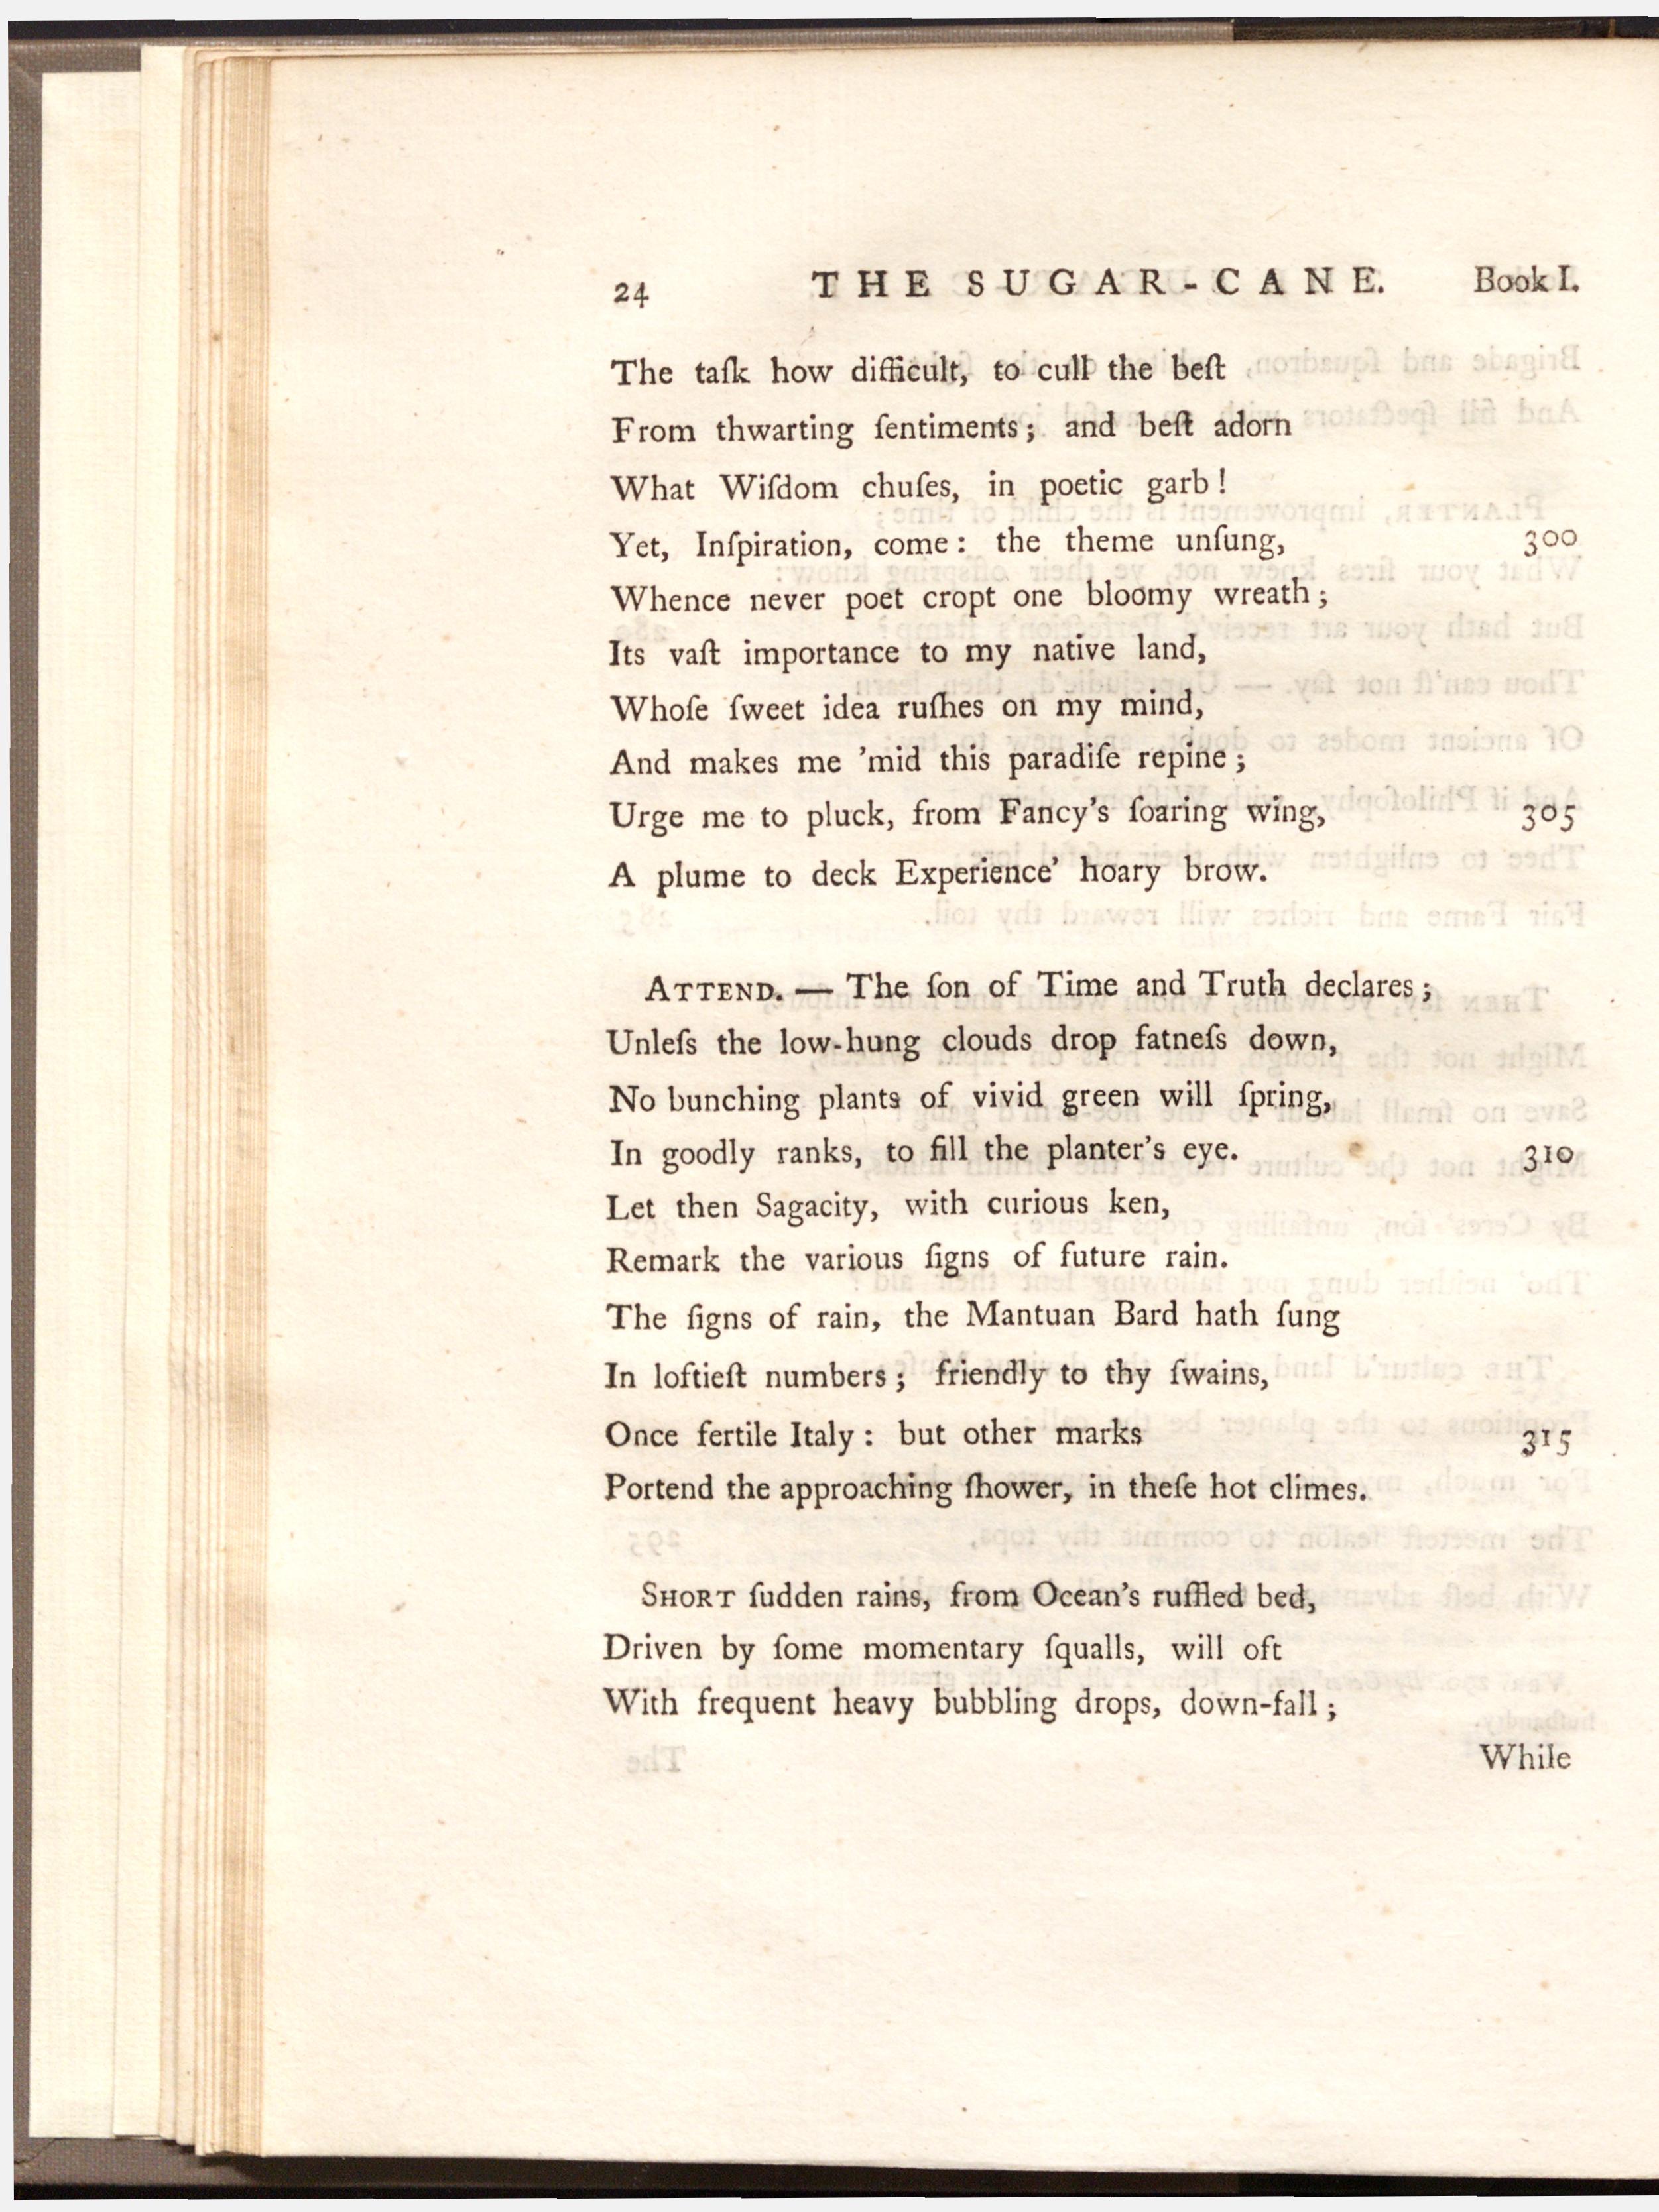 24 THE SUGAR-CANE. Book I.
The taſk how difficult, to cull the beſt
From thwarting ſentiments; and beſt adorn
What Wiſdom chuſes, in poetic garb!
Yet, Inſpiration, come: the theme unſung, 300
Whence never poet cropt one bloomy wreath;
Its vaſt importance to my native land,
Whoſe ſweet idea ruſhes on my mind,
And makes me ’mid this paradiſe repine;
Urge me to pluck, from Fancy’s ſoaring wing, 305
A plume to deck Experience’ hoary brow.
ATTEND. — The ſon of Time and Truth declares;
Unleſs the low-hung clouds drop fatneſs down,
No bunching plants of vivid green will ſpring,
In goodly ranks, to fill the planter’s eye. 310
Let then Sagacity, with curious ken,
Remark the various ſigns of future rain.
The ſigns of rain, the Mantuan Bard hath ſung
In loftieſt numbers; friendly to thy ſwains,
Once fertile Italy: but other marks 315
Portend the approaching ſhower, in theſe hot climes.
SHORT ſudden rains, from Ocean’s ruffled bed,
Driven by ſome momentary ſqualls, will oft
With frequent heavy bubbling drops, down-fall;
While